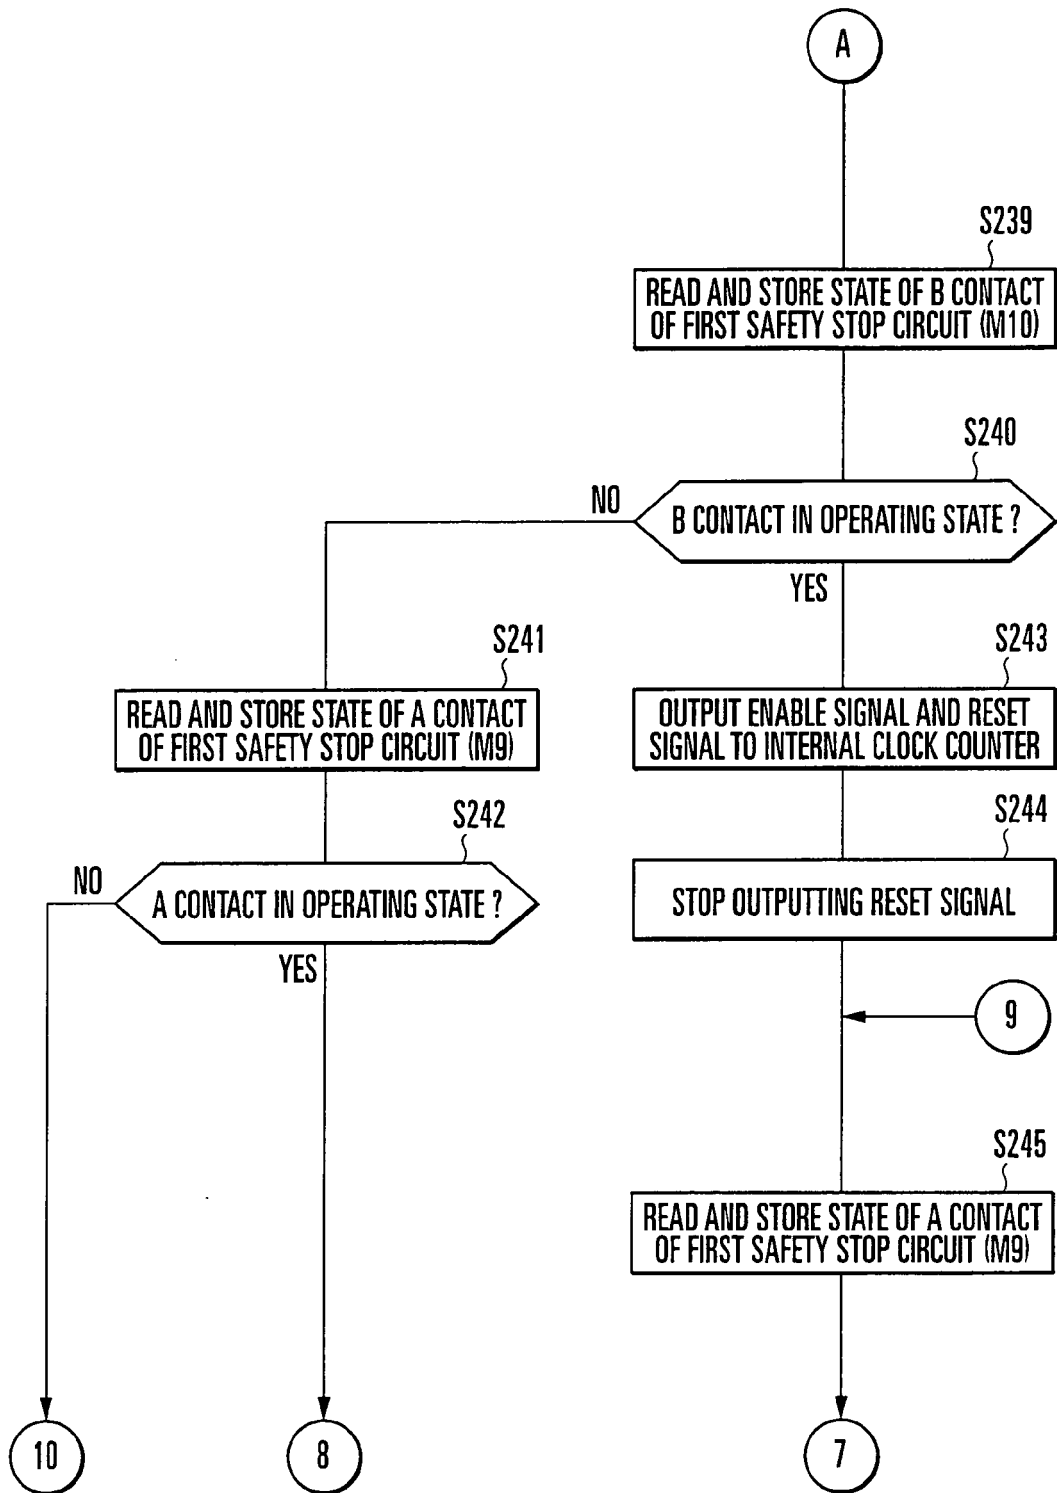 A
S239
READ AND STORE STATE OF B CONTACT
OF FIRST SAFETY STOP CIRCUIT (M10)
S240
NO
B CONTACT IN OPERATING STATE ?
YES
S241
READ AND STORE STATE OF A CONTACT
OF FIRST SAFETY STOP CIRCUIT (M9)
S243
OUTPUT ENABLE SIGNAL AND RESET
SIGNAL TO INTERNAL CLOCK COUNTER
S242
NO
A CONTACT IN OPERATING STATE ?
YES
S244
STOP OUTPUTTING RESET SIGNAL
9
S245
READ AND STORE STATE OF A CONTACT
OF FIRST SAFETY STOP CIRCUIT (M9)
10
8
7